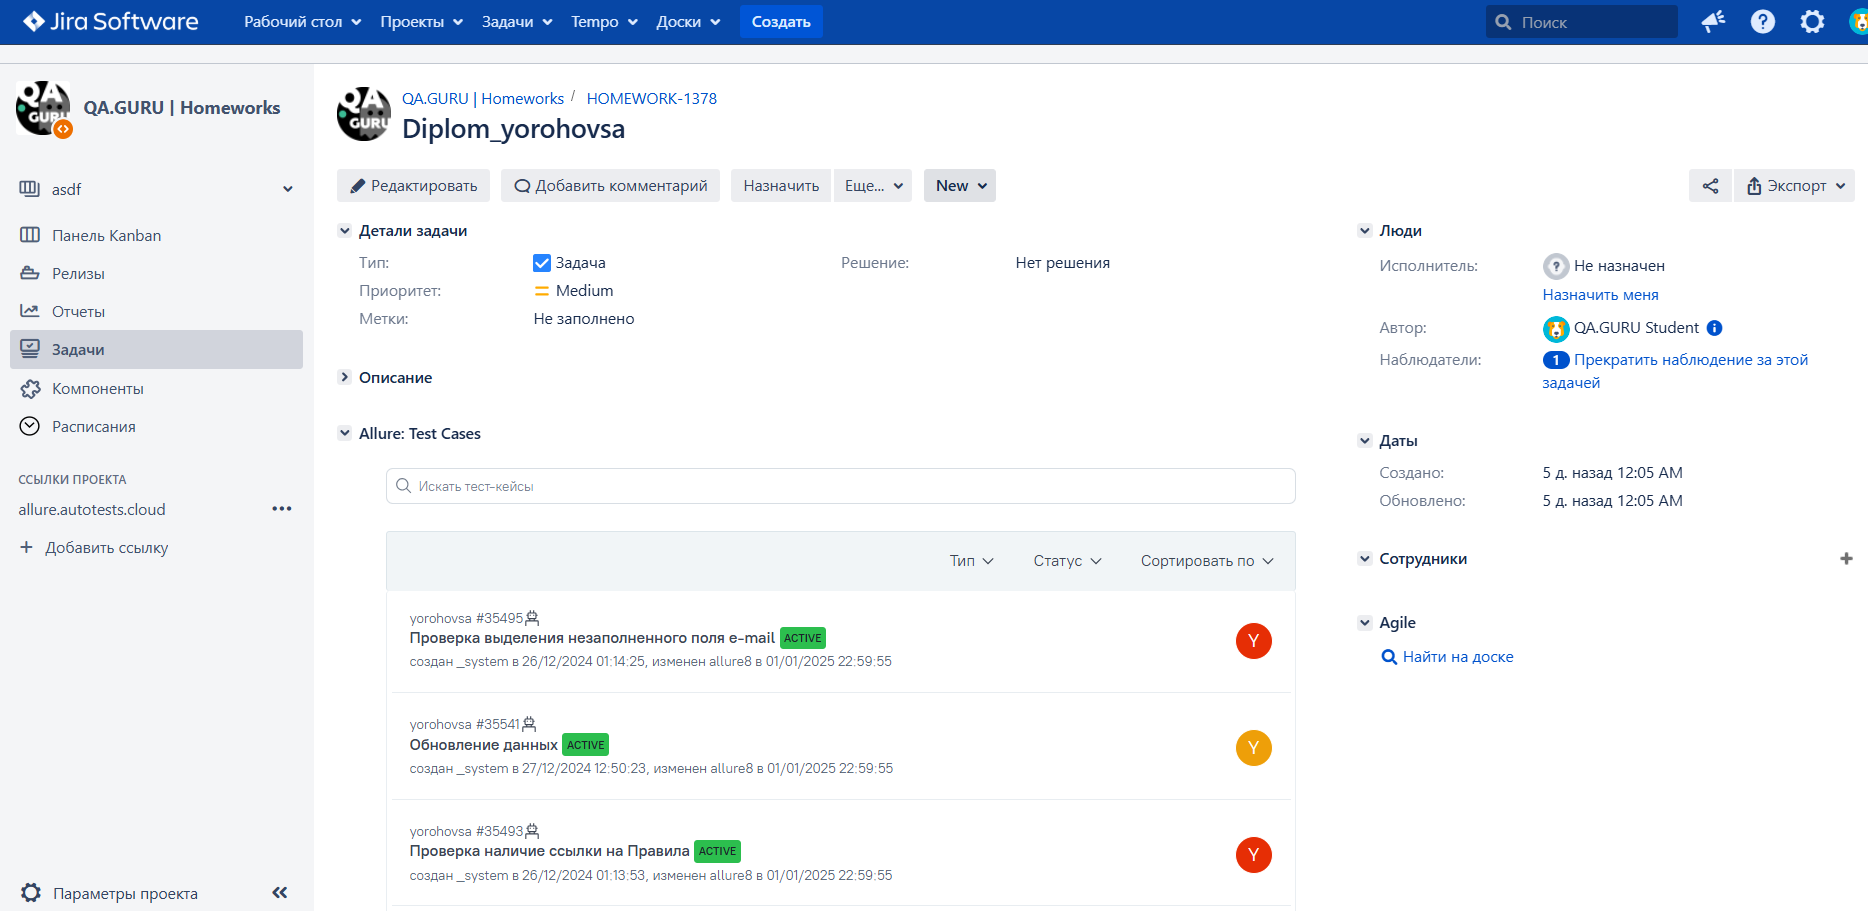 Jira Software Рабочий стол Проекты Задачи Tempo Доски Создать Поиск
QA.GURU | Homeworks
asdf
Панель Kanban
Релизы
Отчеты
Задачи
Компоненты
Расписания
ССЫЛКИ ПРОЕКТА
allure.autotests.cloud
Добавить ссылку
Параметры проекта
QA
GURU
QA.GURU | Homeworks / HOMEWORK-1378
Diplom_yorohovsa
Редактировать Добавить комментарий Назначить Еще... New Экспорт
Детали задачи
Тип: Задача Решение: Нет решения
Приоритет: Medium
Метки: Не заполнено
Описание
Allure: Test Cases
Искать тест-кейсы
Тип Статус Сортировать по
yorohovsa #35495
Проверка выделения незаполненного поля e-mail ACTIVE
создан _system в 26/12/2024 01:14:25, изменен allure8 в 01/01/2025 22:59:55
Y
yorohovsa #35541
Обновление данных ACTIVE
создан _system в 27/12/2024 12:50:23, изменен allure8 в 01/01/2025 22:59:55
Y
yorohovsa #35493
Проверка наличие ссылки на Правила ACTIVE
создан _system в 26/12/2024 01:13:53, изменен allure8 в 01/01/2025 22:59:55
Y
Люди
Исполнитель: Не назначен
Назначить меня
Автор: QA.GURU Student
Наблюдатели: 1 Прекратить наблюдение за этой
задачей
Даты
Создано: 5 д. назад 12:05 AM
Обновлено: 5 д. назад 12:05 AM
Сотрудники
Agile
Найти на доске